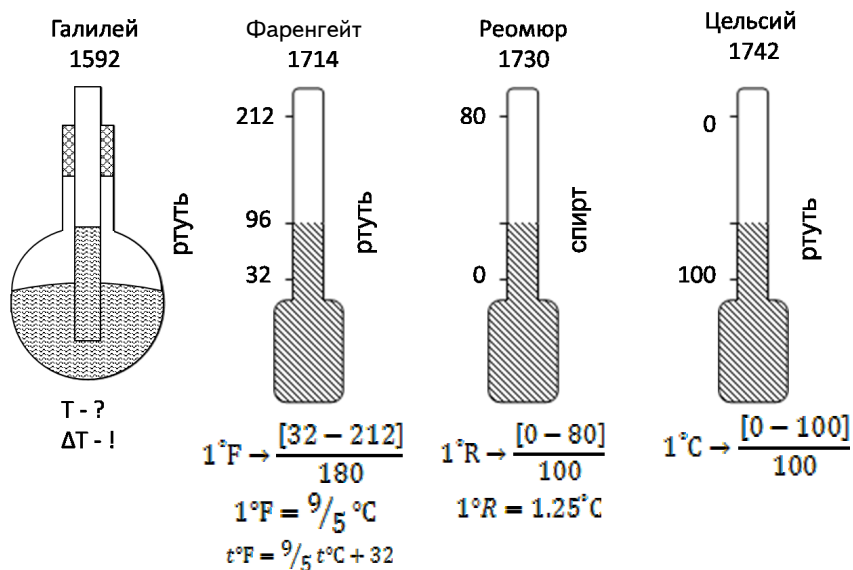 Галилей
1592
ртуть
T - ?
ΔT - !
Фаренгейт
1714
212
96
32
ртуть
1°F → [32 − 212] / 180
1°F = 9/5 °C
t°F = 9/5 t°C + 32
Реомюр
1730
80
0
спирт
1°R → [0 − 80] / 100
1°R = 1.25°C
Цельсий
1742
0
100
ртуть
1°C → [0 − 100] / 100